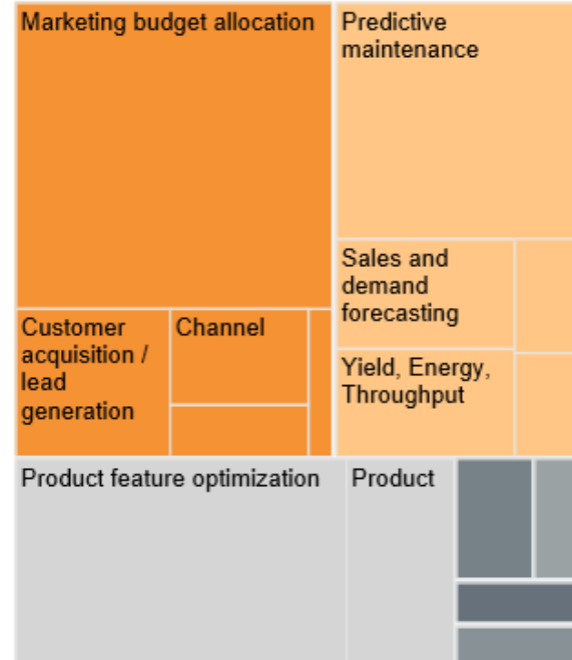 Marketing budget allocation
Predictive
maintenance
Sales and
demand
forecasting
Customer
acquisition /
lead
generation
Channel
Yield, Energy,
Throughput
Product feature optimization
Product